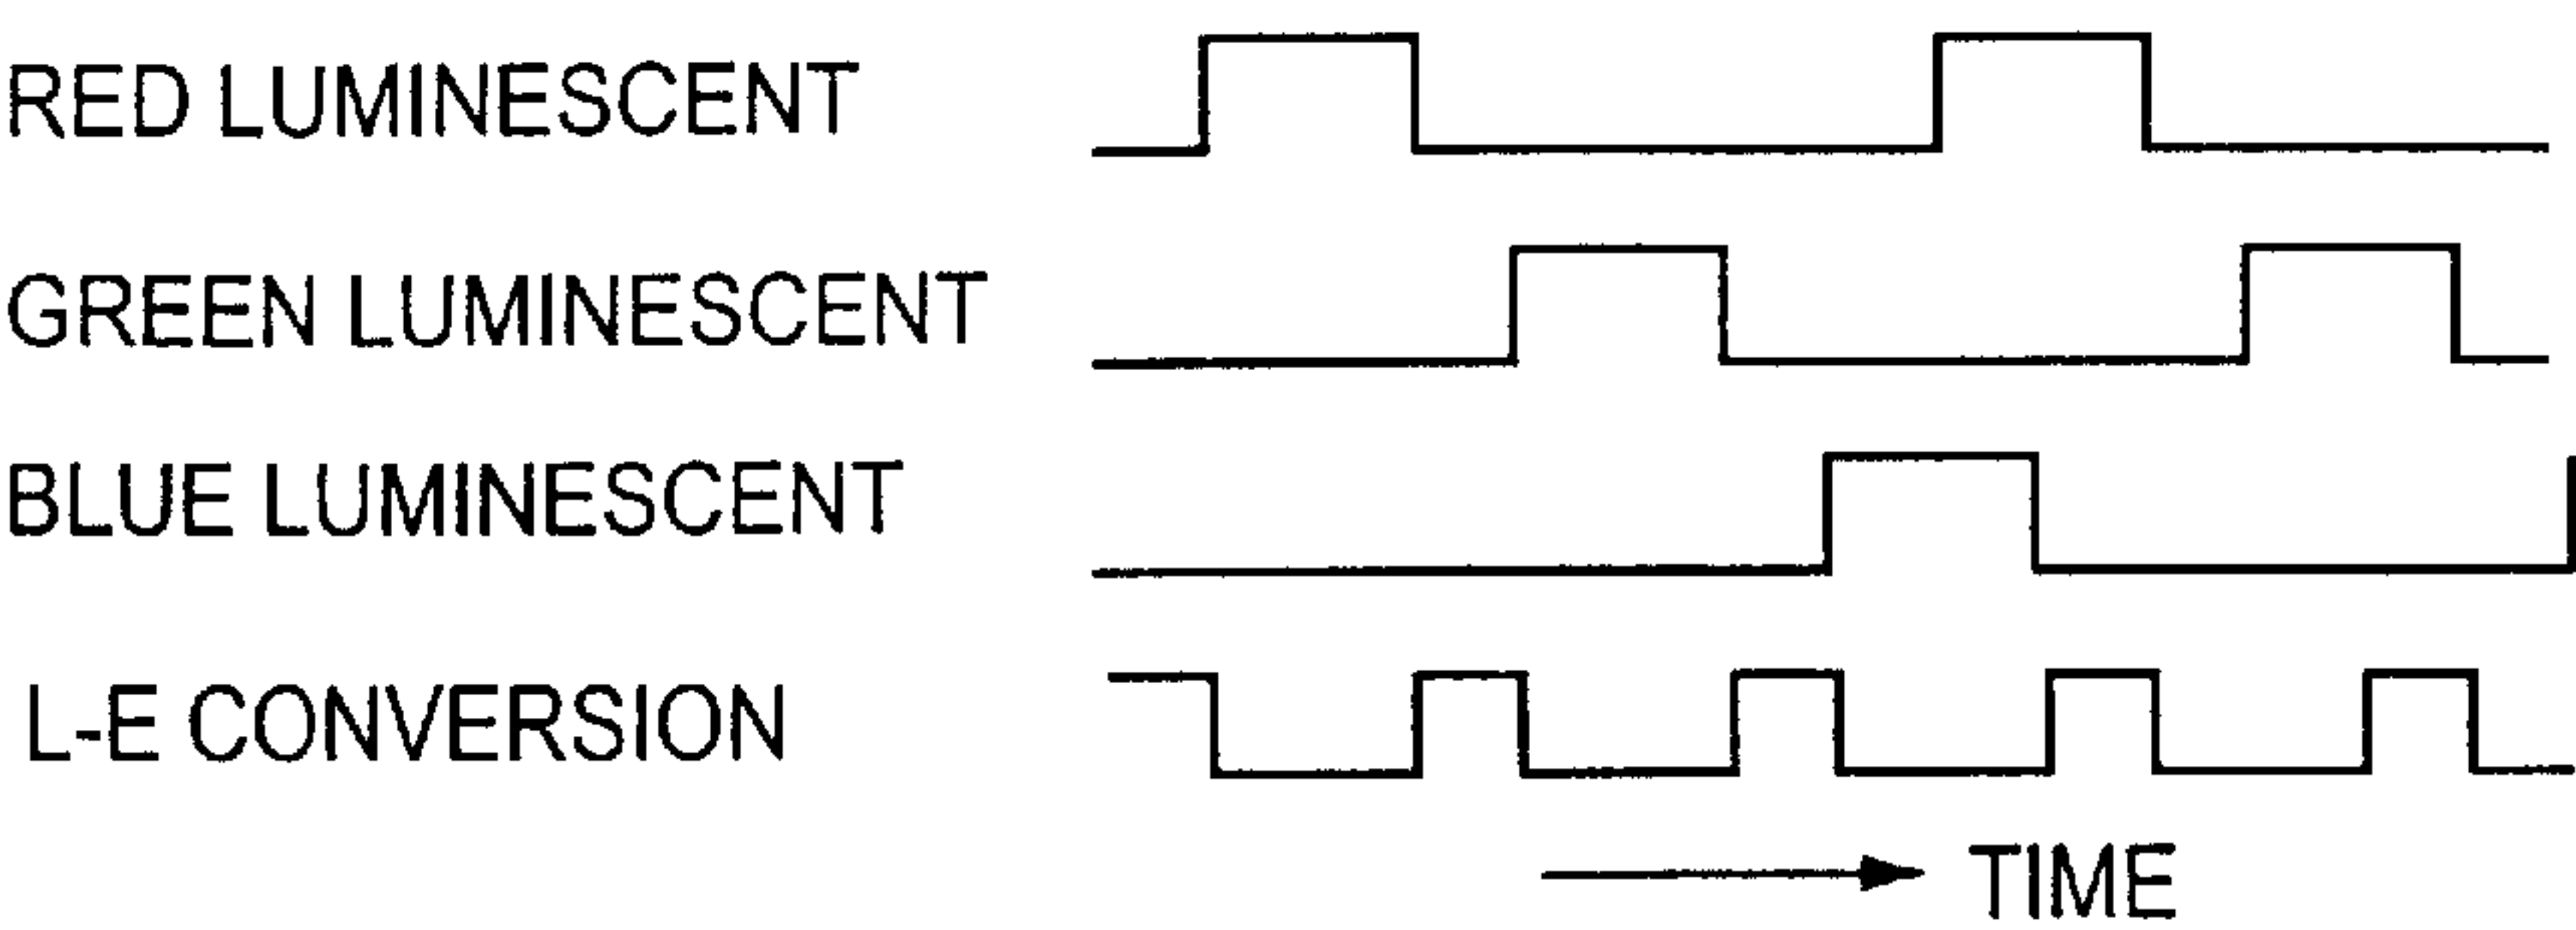 RED LUMINESCENT
GREEN LUMINESCENT
BLUE LUMINESCENT
L-E CONVERSION
TIME